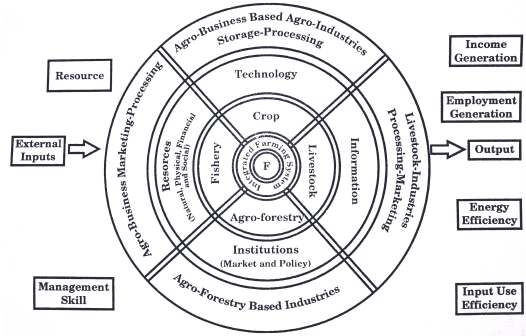 Agro-Business Based Agro-Industries
Storage-Processing
Income
Generation
Resource
Technology
Employment
Generation
Crop
External
Inputs
Agro-Business Marketing-Processing
Resorces
(Natural, Physical, Financial
and Social)
Fishery
Integrated Farming System
F
Livestock
Information
Livestock-Industries
Processing-Marketing
Output
Agro-forestry
Energy
Efficiency
Institutions
(Market and Policy)
Management
Skill
Agro-Forestry Based Industries
Input Use
Efficiency